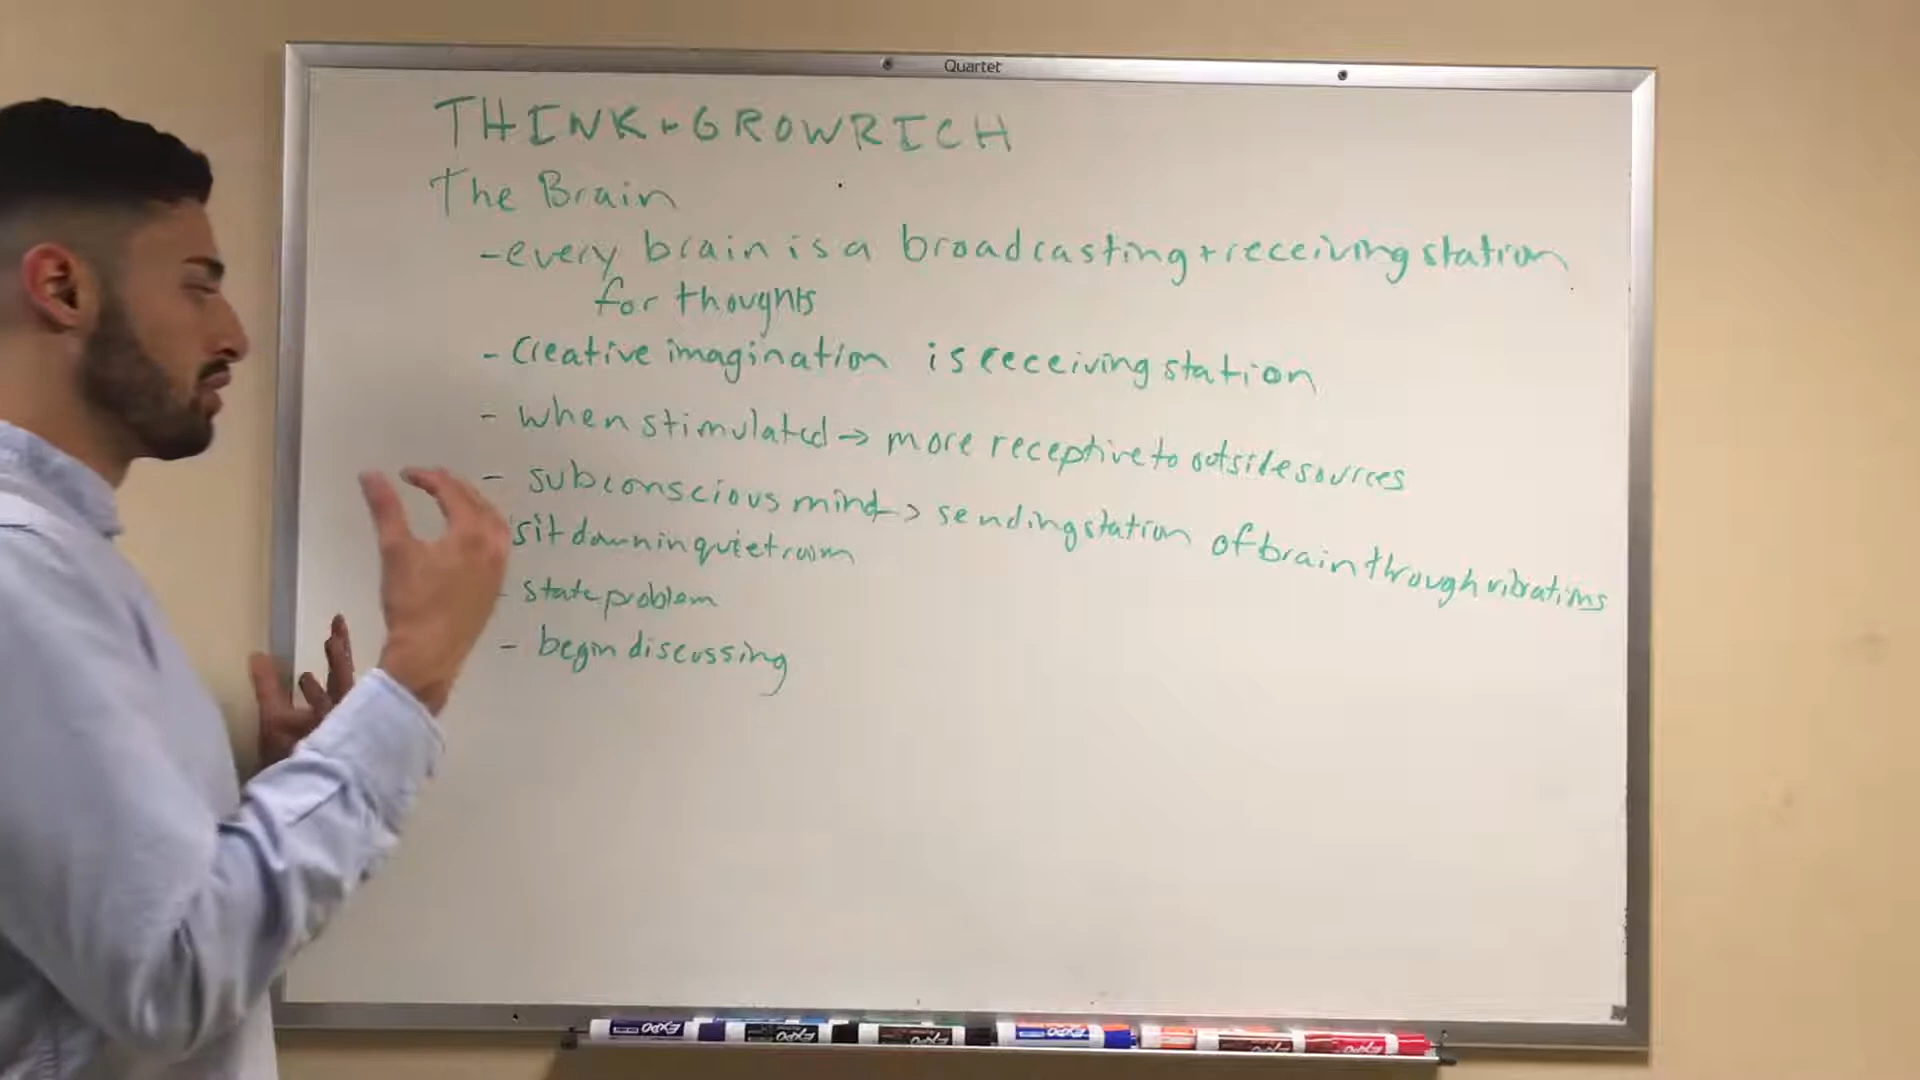 Quartet
THINK + GROW RICH
The Brain
- every brain is a broadcasting + receiving station
for thoughts
- Creative imagination is receiving station
- when stimulated → more receptive to outside sources
- subconscious mind → sending station of brain through vibrations
sit down in quiet room
- state problem
- begin discussing
EXPO EXPO EXPO EXPO EXPO EXPO